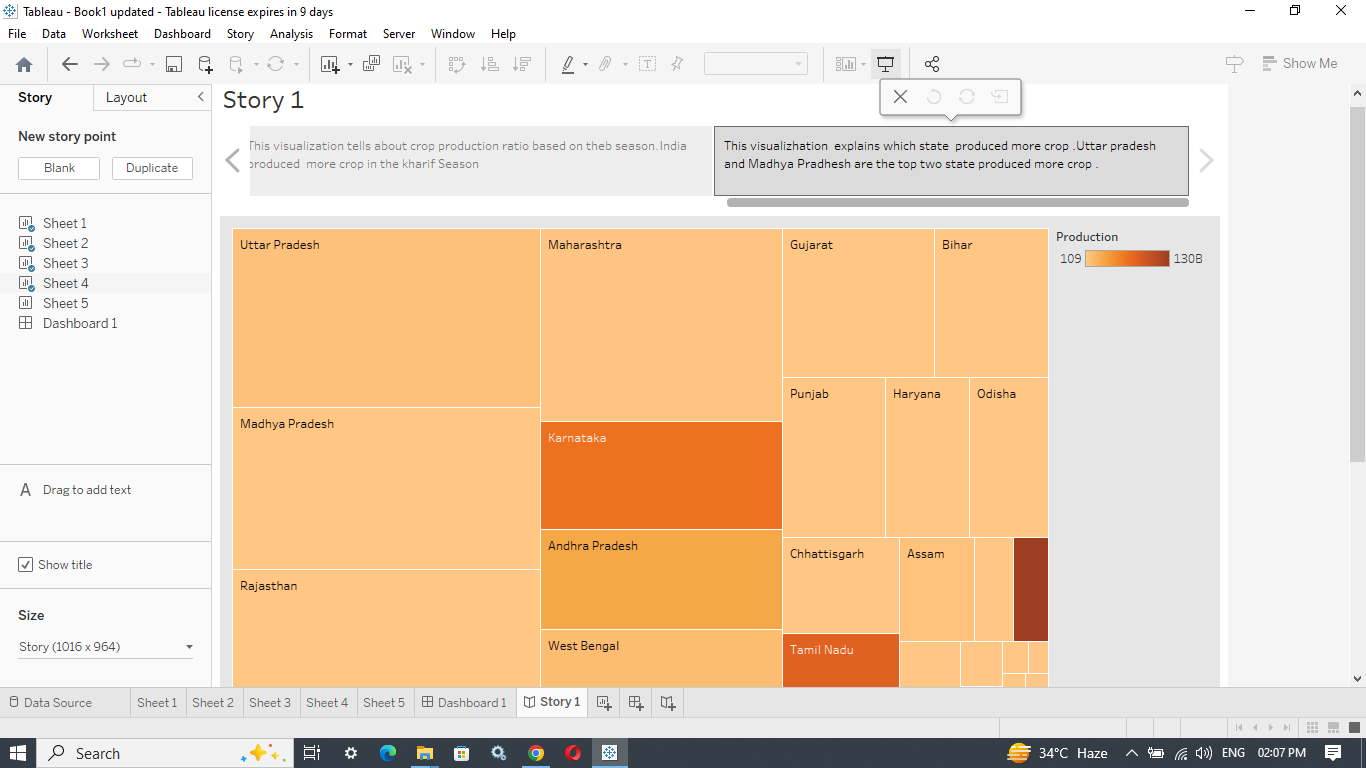 Tableau - Book1 updated - Tableau license expires in 9 days
File Data Worksheet Dashboard Story Analysis Format Server Window Help
Show Me
Story Layout
New story point
Blank Duplicate
Sheet 1
Sheet 2
Sheet 3
Sheet 4
Sheet 5
Dashboard 1
A Drag to add text
Show title
Size
Story (1016 x 964)
Story 1
This visualization tells about crop production ratio based on theb season.India
produced more crop in the kharif Season
This visualizhation explains which state produced more crop .Uttar pradesh
and Madhya Pradhesh are the top two state produced more crop .
Uttar Pradesh
Maharashtra
Gujarat
Bihar
Madhya Pradesh
Karnataka
Punjab
Haryana
Odisha
Andhra Pradesh
Chhattisgarh
Assam
Rajasthan
West Bengal
Tamil Nadu
Production
109 130B
Data Source Sheet 1 Sheet 2 Sheet 3 Sheet 4 Sheet 5 Dashboard 1 Story 1
Search
34°C Haze ENG 02:07 PM